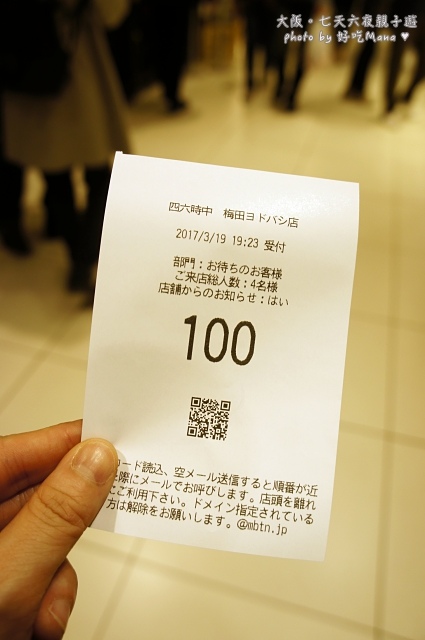 大阪。七天六夜親子遊
photo by 好吃Mana ♥
四六時中 梅田ヨドバシ店
2017/3/19 19:23 受付
部門：お待ちのお客様
ご来店総人数：4名様
店舗からのお知らせ：はい
100
ード読込、空メール送信すると順番が近
際にメールでお呼びします。店頭を離れ
ご利用下さい。ドメイン指定されている
方は解除をお願いします。@mbtn.jp